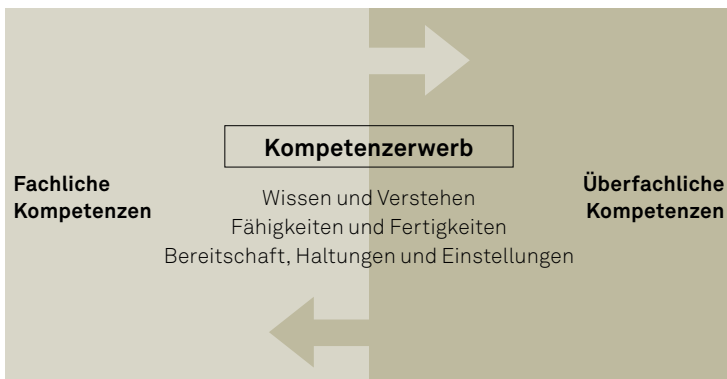 Kompetenzerwerb
Fachliche
Kompetenzen
Wissen und Verstehen
Fähigkeiten und Fertigkeiten
Bereitschaft, Haltungen und Einstellungen
Überfachliche
Kompetenzen